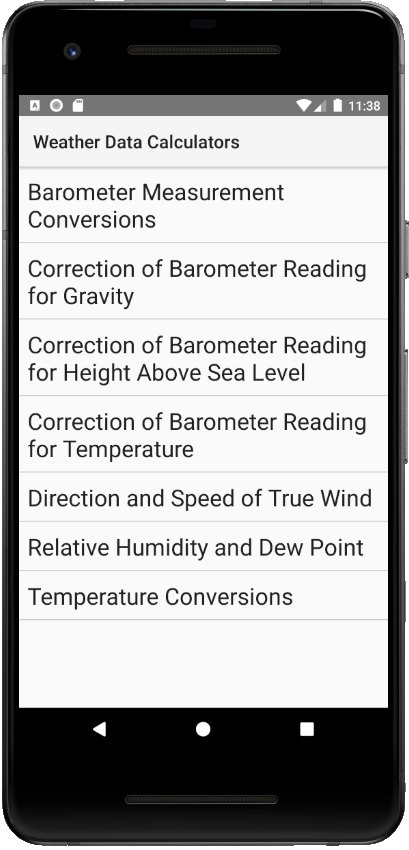 11:38
Weather Data Calculators
Barometer Measurement
Conversions
Correction of Barometer Reading
for Gravity
Correction of Barometer Reading
for Height Above Sea Level
Correction of Barometer Reading
for Temperature
Direction and Speed of True Wind
Relative Humidity and Dew Point
Temperature Conversions